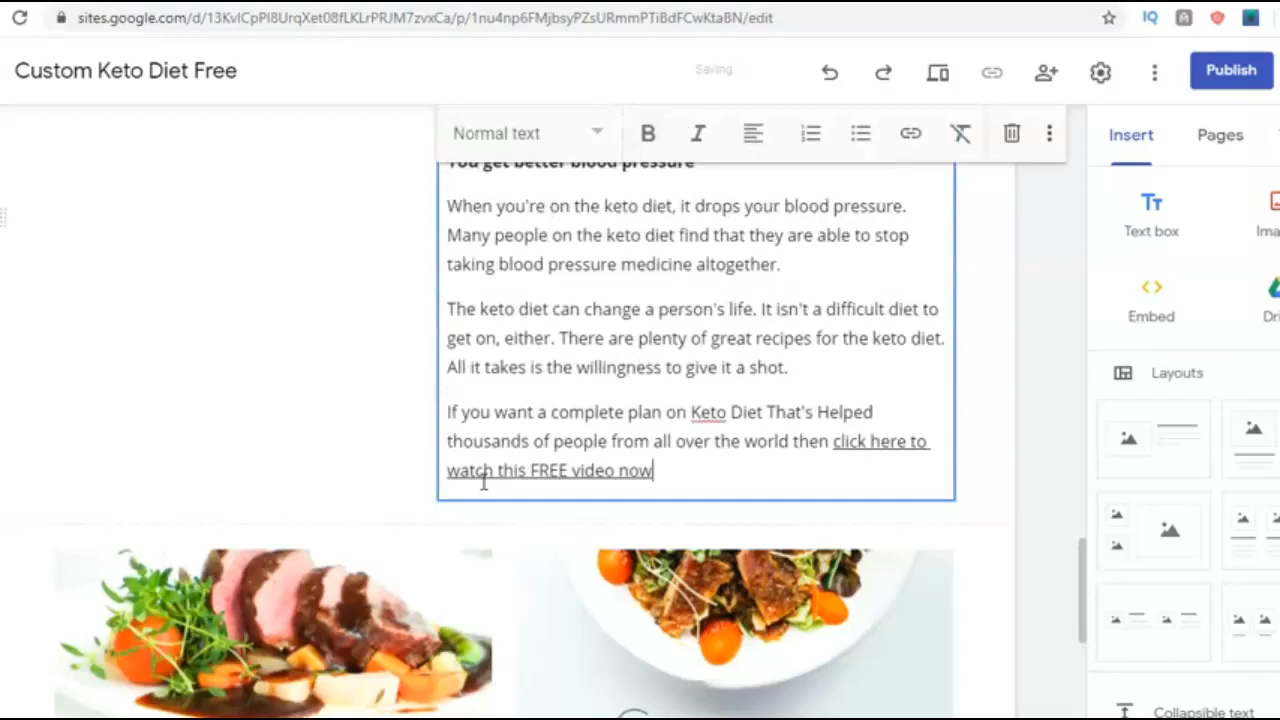 sites.google.com/d/13KvlCpPl8UrqXet08fLKLrPRJM7zvxCa/p/1nu4np6FMjbsyPZsURmmPTiBdFCwKtaBN/edit
IQ
Custom Keto Diet Free
Saving...
Publish
Normal text
Insert
Pages
You get better blood pressure
Tt
Text box
Ima
When you're on the keto diet, it drops your blood pressure.
Many people on the keto diet find that they are able to stop
taking blood pressure medicine altogether.
Embed
Dri
The keto diet can change a person's life. It isn't a difficult diet to
get on, either. There are plenty of great recipes for the keto diet.
All it takes is the willingness to give it a shot.
Layouts
If you want a complete plan on Keto Diet That's Helped
thousands of people from all over the world then click here to
watch this FREE video now
Collapsible text